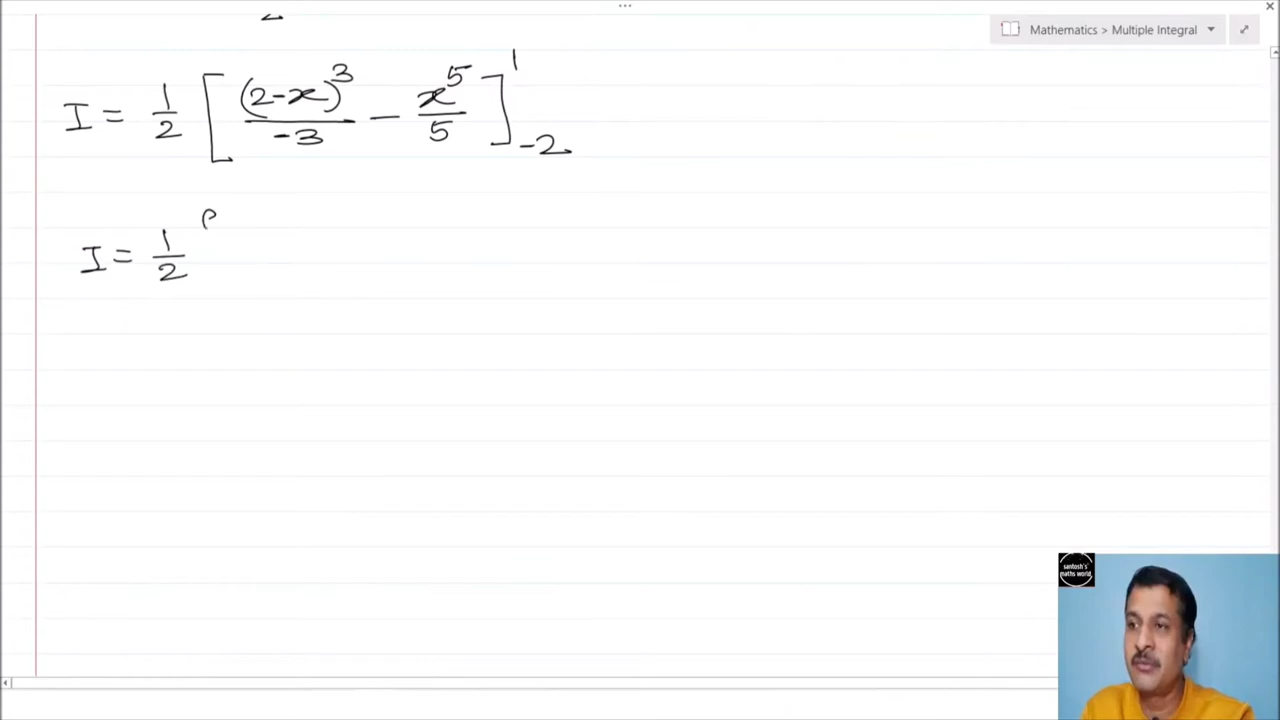 Mathematics > Multiple Integral
I = 1/2 [ (2-x)^3/-3 - x^5/5 ]_{-2}^{1}
I = 1/2
santosh's
maths world